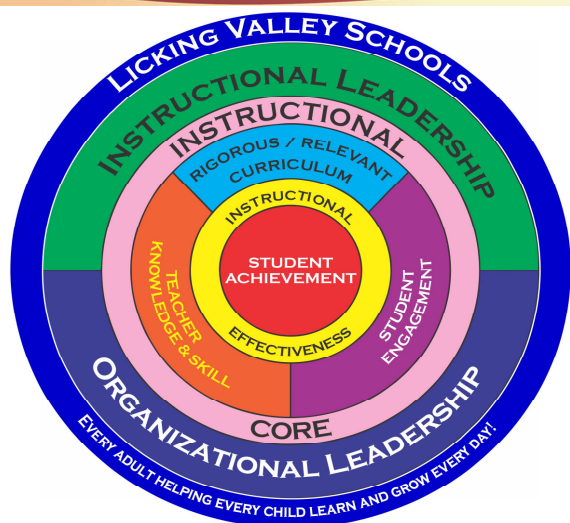 LICKING VALLEY SCHOOLS
INSTRUCTIONAL LEADERSHIP
INSTRUCTIONAL
RIGOROUS / RELEVANT
CURRICULUM
INSTRUCTIONAL
STUDENT
ACHIEVEMENT
EFFECTIVENESS
TEACHER
KNOWLEDGE & SKILL
STUDENT
ENGAGEMENT
CORE
ORGANIZATIONAL LEADERSHIP
EVERY ADULT HELPING EVERY CHILD LEARN AND GROW EVERY DAY!